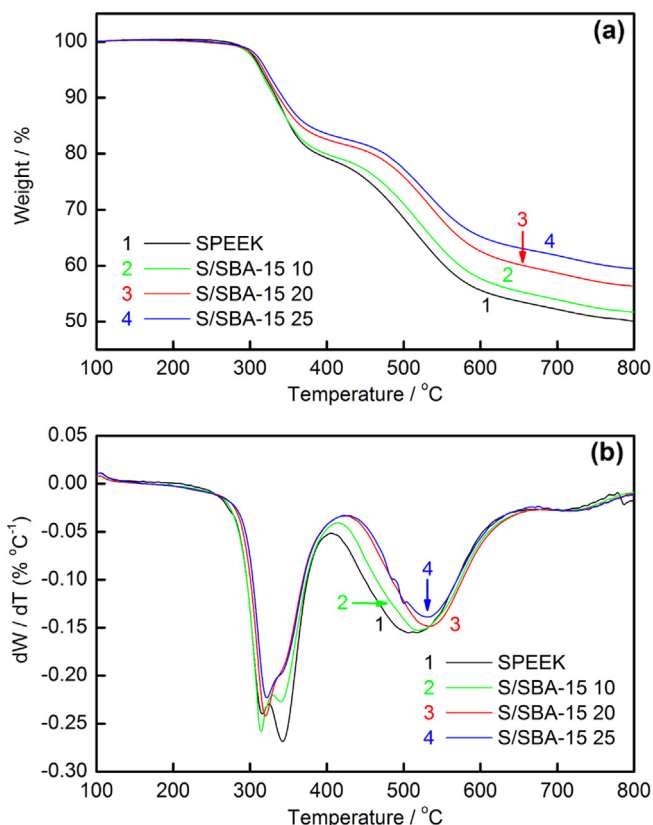 (a)
100
90
80
70
60
50
Weight / %
1 SPEEK
2 S/SBA-15 10
3 S/SBA-15 20
4 S/SBA-15 25
3
4
2
1
100 200 300 400 500 600 700 800
Temperature / °C
(b)
0.05
0.00
-0.05
-0.10
-0.15
-0.20
-0.25
-0.30
dW / dT (% °C⁻¹)
4
2
1
3
1 SPEEK
2 S/SBA-15 10
3 S/SBA-15 20
4 S/SBA-15 25
100 200 300 400 500 600 700 800
Temperature / °C